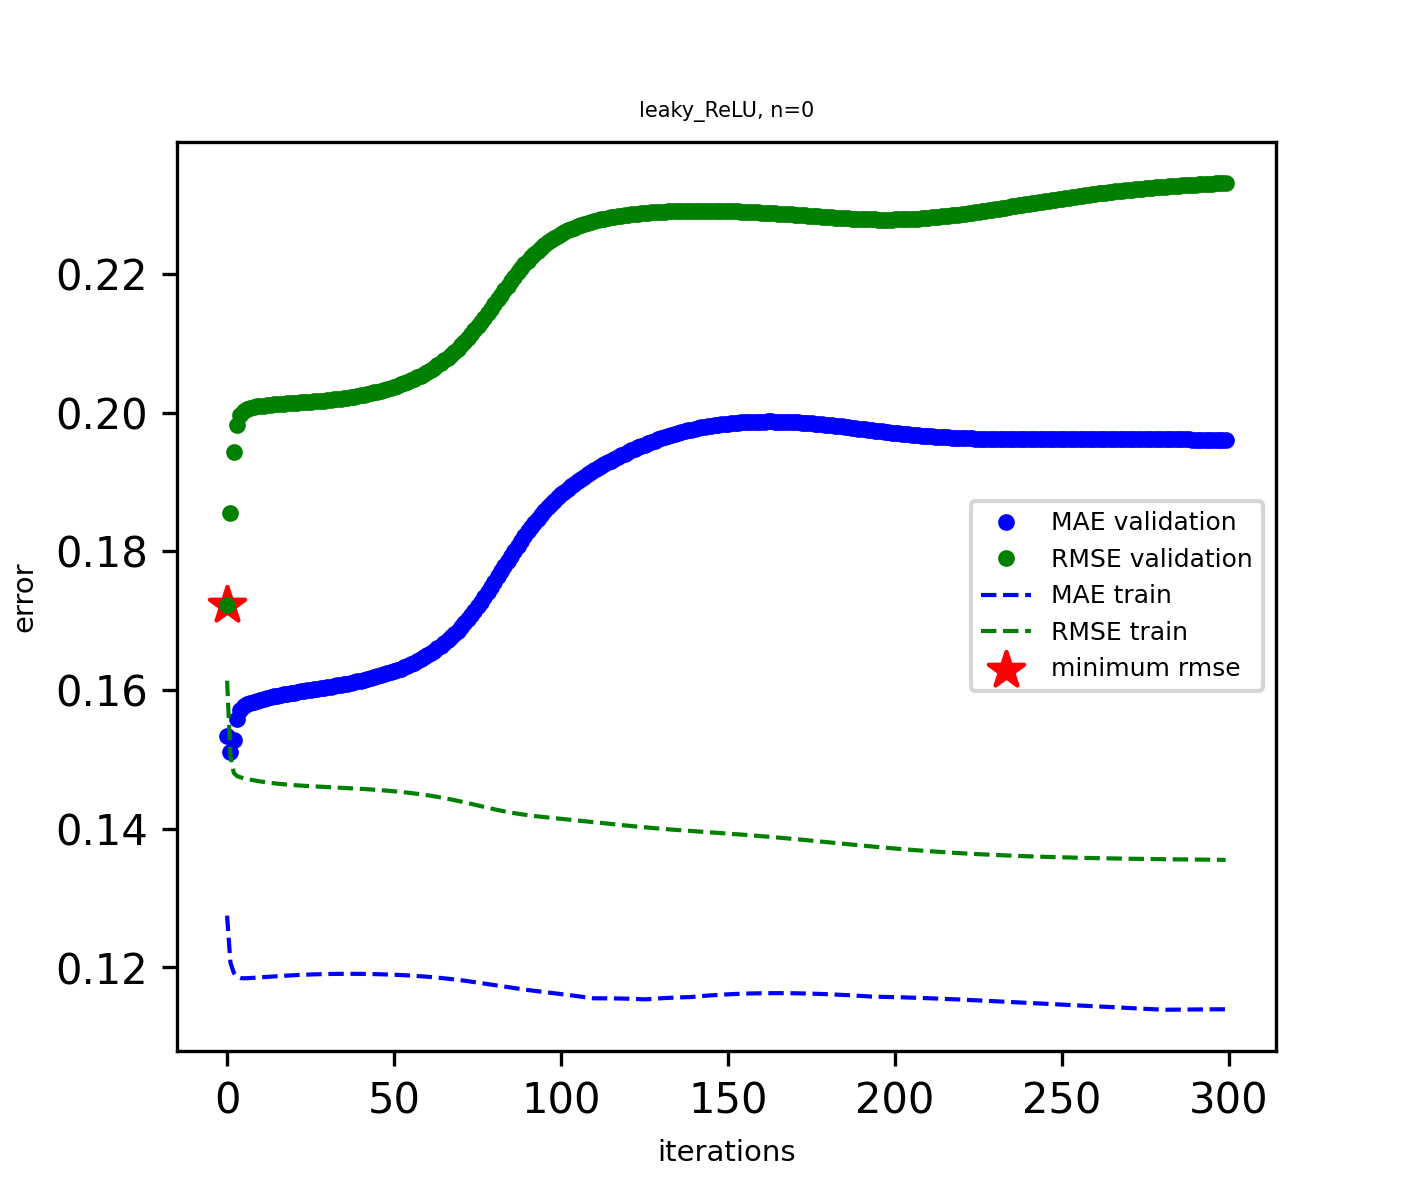 leaky_ReLU, n=0
error
0.22
0.20
0.18
0.16
0.14
0.12
MAE validation
RMSE validation
MAE train
RMSE train
minimum rmse
0 50 100 150 200 250 300
iterations